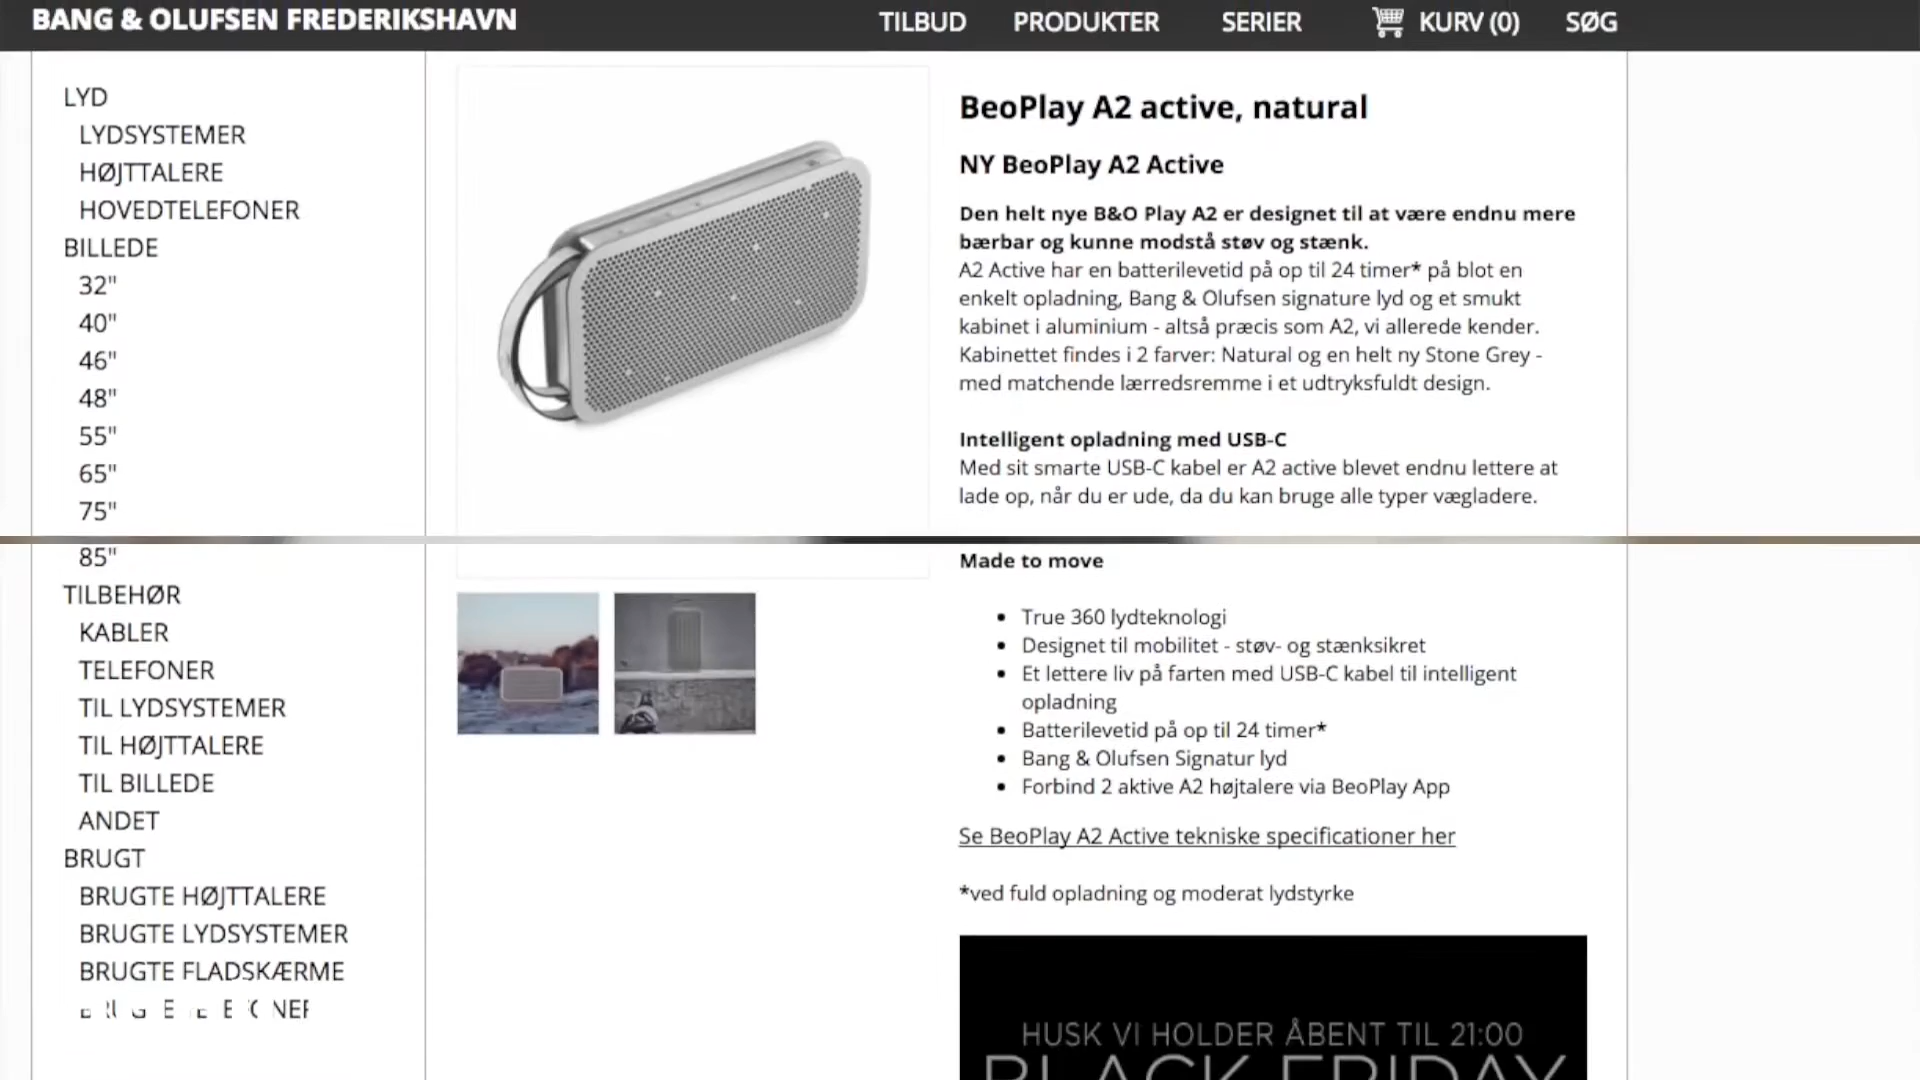 BANG & OLUFSEN FREDERIKSHAVN
TILBUD PRODUKTER SERIER KURV (0) SØG
LYD
LYDSYSTEMER
HØJTTALERE
HOVEDTELEFONER
BILLEDE
32"
40"
46"
48"
55"
65"
75"
85"
TILBEHØR
KABLER
TELEFONER
TIL LYDSYSTEMER
TIL HØJTTALERE
TIL BILLEDE
ANDET
BRUGT
BRUGTE HØJTTALERE
BRUGTE LYDSYSTEMER
BRUGTE FLADSKÆRME
BeoPlay A2 active, natural
NY BeoPlay A2 Active
Den helt nye B&O Play A2 er designet til at være endnu mere
bærbar og kunne modstå støv og stænk.
A2 Active har en batterilevetid på op til 24 timer* på blot en
enkelt opladning, Bang & Olufsen signature lyd og et smukt
kabinet i aluminium - altså præcis som A2, vi allerede kender.
Kabinettet findes i 2 farver: Natural og en helt ny Stone Grey -
med matchende lærredsremme i et udtryksfuldt design.
Intelligent opladning med USB-C
Med sit smarte USB-C kabel er A2 active blevet endnu lettere at
lade op, når du er ude, da du kan bruge alle typer vægladere.
Made to move
• True 360 lydteknologi
• Designet til mobilitet - støv- og stænksikret
• Et lettere liv på farten med USB-C kabel til intelligent
opladning
• Batterilevetid på op til 24 timer*
• Bang & Olufsen Signatur lyd
• Forbind 2 aktive A2 højtalere via BeoPlay App
Se BeoPlay A2 Active tekniske specificationer her
*ved fuld opladning og moderat lydstyrke
HUSK VI HOLDER ÅBENT TIL 21:00
BLACK FRIDAY